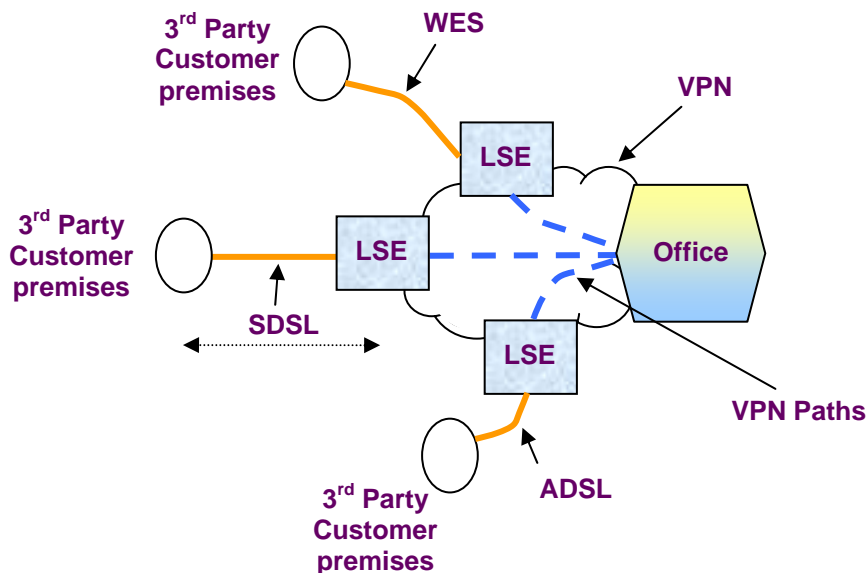 3rd Party
Customer
premises
WES
VPN
LSE
3rd Party
Customer
premises
LSE
Office
SDSL
LSE
VPN Paths
ADSL
3rd Party
Customer
premises